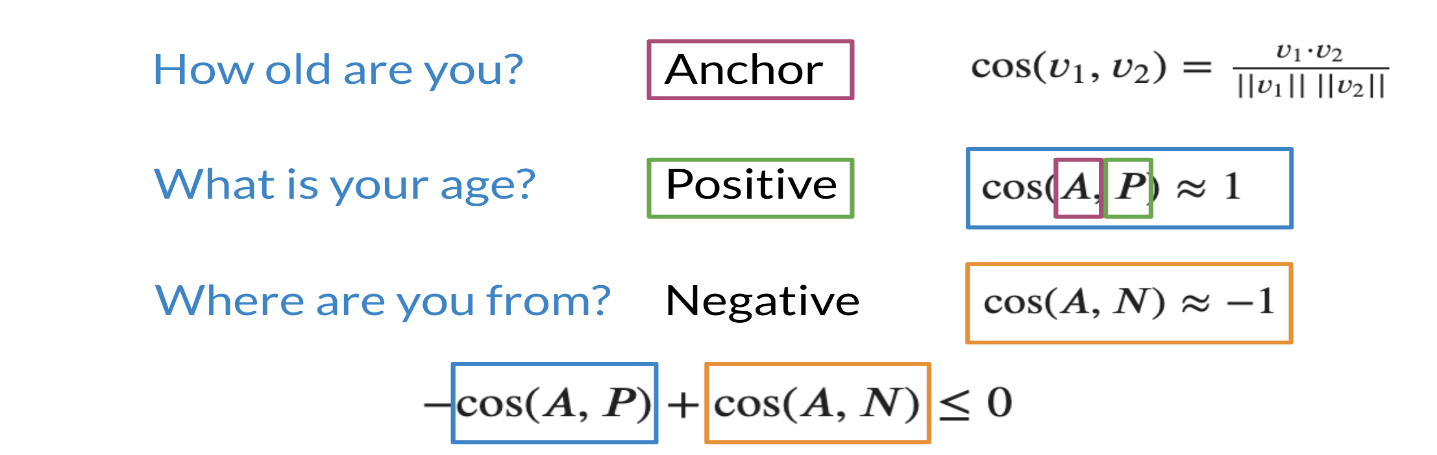 How old are you? Anchor cos(v₁, v₂) = v₁·v₂ / ||v₁|| ||v₂||
What is your age? Positive cos(A, P) ≈ 1
Where are you from? Negative cos(A, N) ≈ −1
−cos(A, P) + cos(A, N) ≤ 0